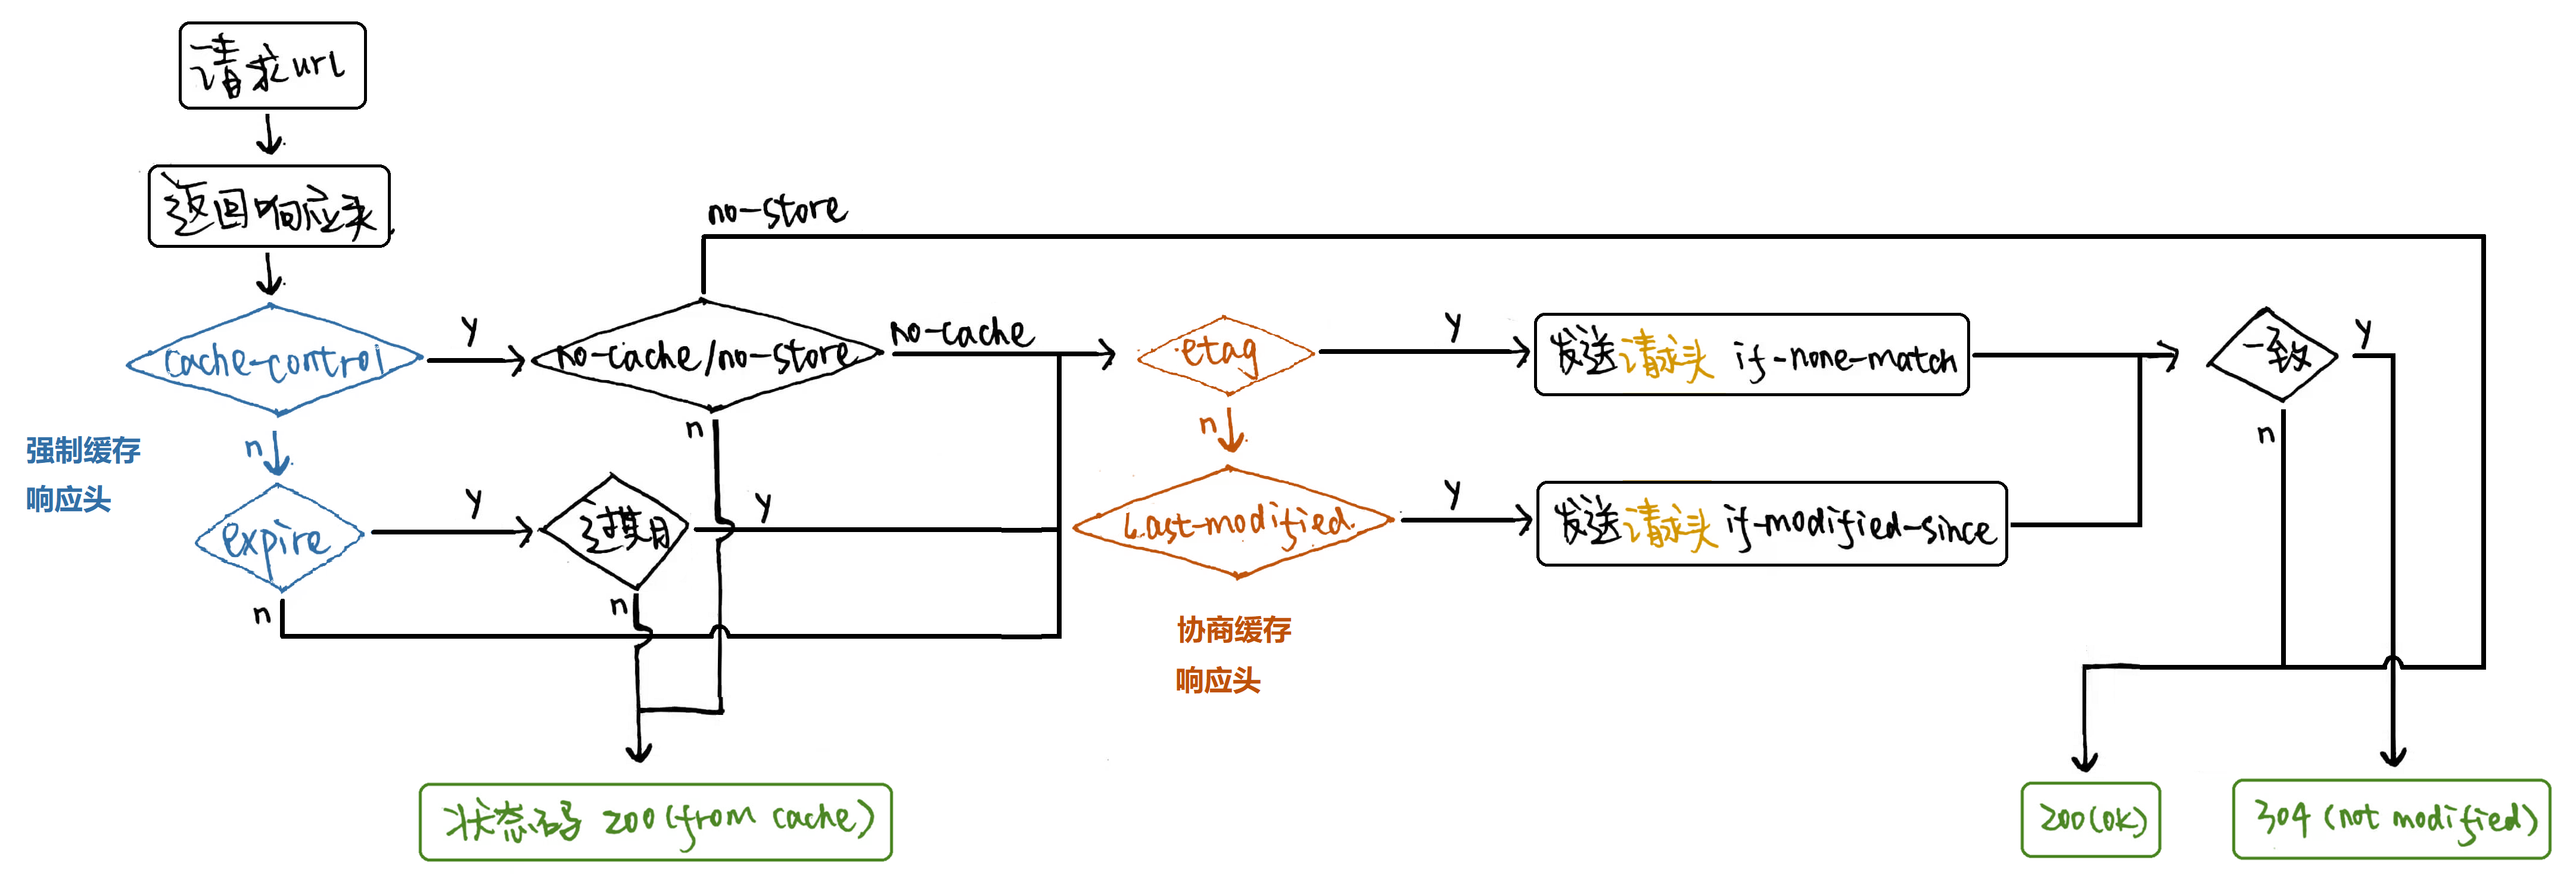 请求url
返回响应头
no-store
cache-control
y
no-cache/no-store
no-cache
etag
y
发送请求头 if-none-match
一致
y
n
强制缓存
响应头
n
n
n
expire
y
过期
y
Last-modified
y
发送请求头 if-modified-since
n
n
协商缓存
响应头
状态码 200(from cache)
200(OK)
304(not modified)